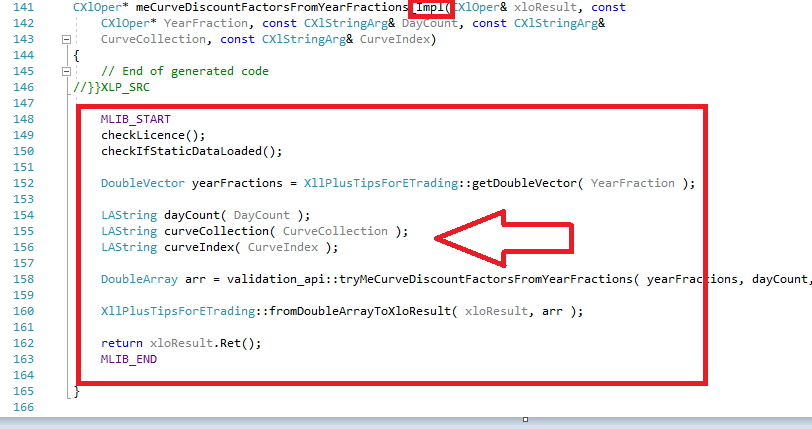 141 CXlOper* meCurveDiscountFactorsFromYearFractions_Impl(CXlOper& xloResult, const
142 CXlOper* YearFraction, const CXlStringArg& DayCount, const CXlStringArg&
143 CurveCollection, const CXlStringArg& CurveIndex)
144 {
145 // End of generated code
146 //}}XLP_SRC
147
148 MLIB_START
149 checkLicence();
150 checkIfStaticDataLoaded();
151
152 DoubleVector yearFractions = XllPlusTipsForETrading::getDoubleVector( YearFraction );
153
154 LAString dayCount( DayCount );
155 LAString curveCollection( CurveCollection );
156 LAString curveIndex( CurveIndex );
157
158 DoubleArray arr = validation_api::tryMeCurveDiscountFactorsFromYearFractions( yearFractions, dayCount,
159
160 XllPlusTipsForETrading::fromDoubleArrayToXloResult( xloResult, arr );
161
162 return xloResult.Ret();
163 MLIB_END
164
165 }
166